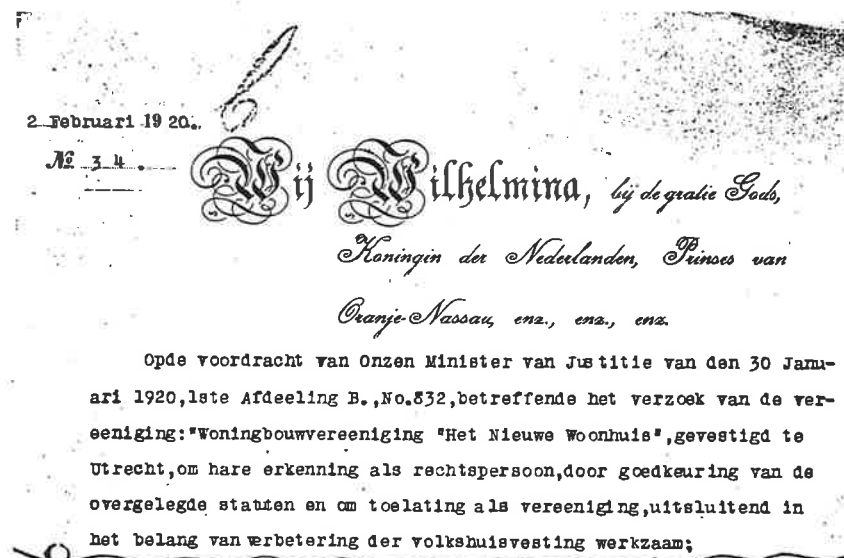 2 Februari 1920.
No 34.
Wij Wilhelmina, bij de gratie Gods,
Koningin der Nederlanden, Prinses van
Oranje-Nassau, enz., enz., enz.
Opde voordracht van Onzen Minister van Justitie van den 30 Janu-
ari 1920,1ste Afdeeling B.,No.832,betreffende het verzoek van de ver-
eeniging:"Woningbouwvereeniging "Het Nieuwe Woonhuis",gevestigd te
Utrecht,om hare erkenning als rechtspersoon,door goedkeuring van de
overgelegde statuten en om toelating als vereeniging,uitsluitend in
het belang van verbetering der volkshuisvesting werkzaam;